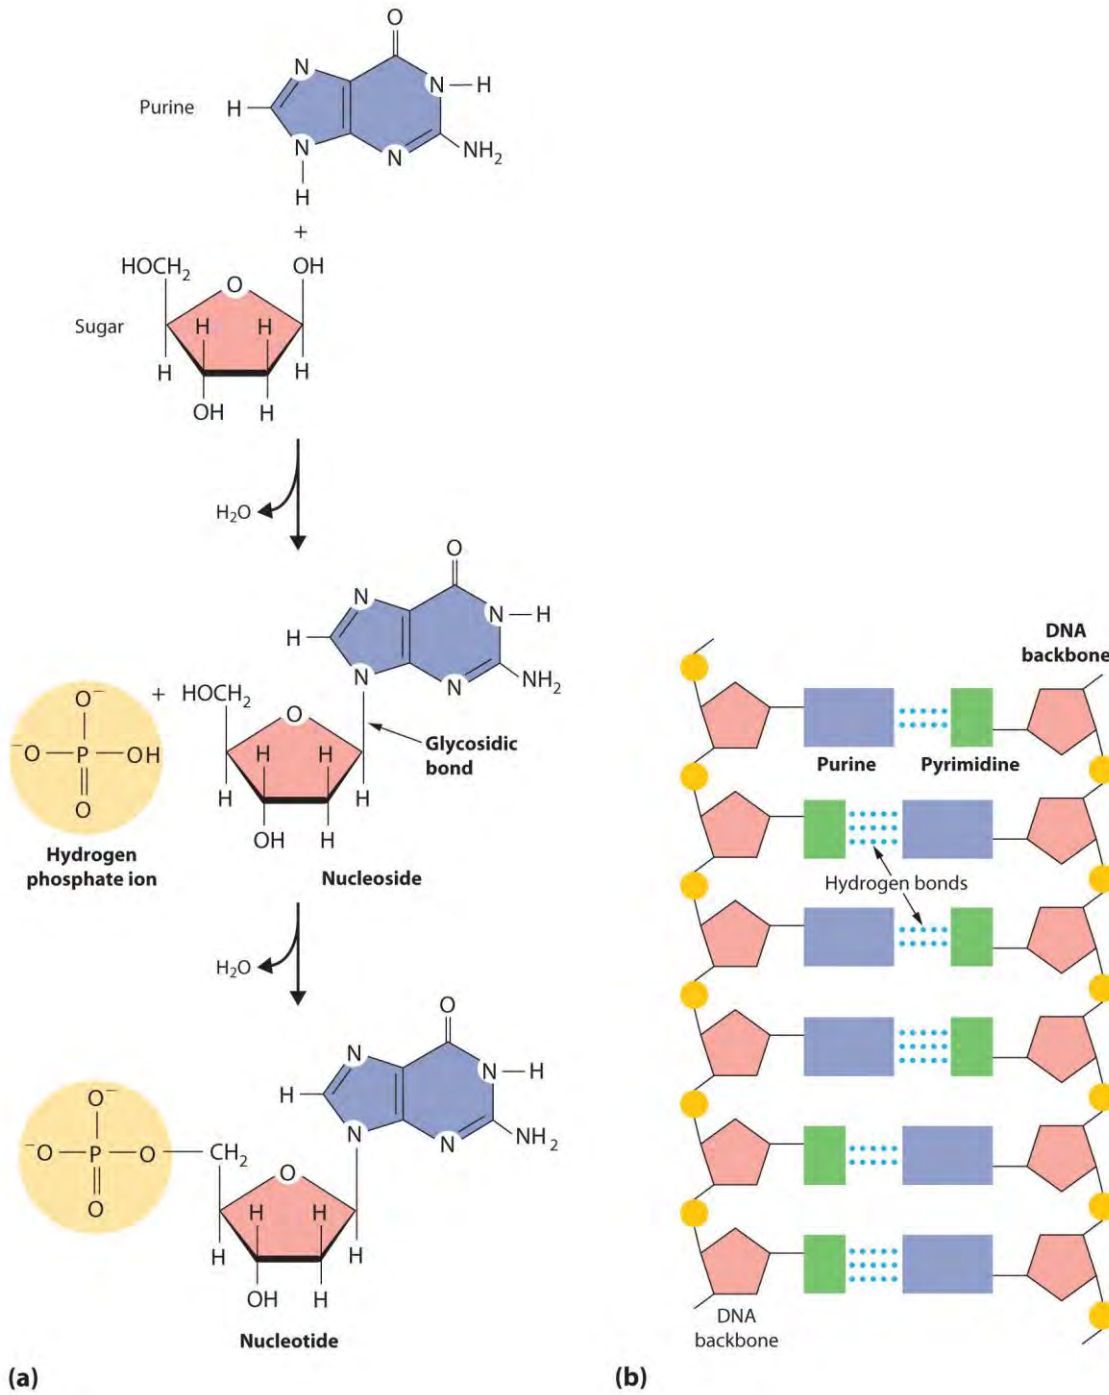 O
N
N—H
Purine
H
N
N
NH₂
H
+
HOCH₂
OH
O
Sugar
H
H
H
H
OH
H
H₂O
O
N
N—H
H
N
N
NH₂
O⁻
⁻O—P—OH
O
+
HOCH₂
O
Glycosidic
bond
H
H
H
H
OH
H
Hydrogen
phosphate ion
Nucleoside
H₂O
O
N
N—H
H
N
N
NH₂
O⁻
⁻O—P—O—CH₂
O
O
H
H
H
H
OH
H
Nucleotide
(a)
DNA
backbone
Purine
Pyrimidine
Hydrogen bonds
DNA
backbone
(b)